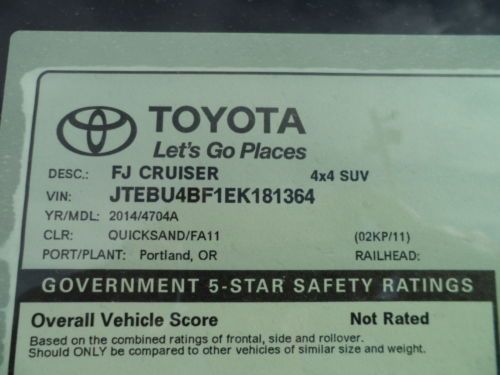 TOYOTA
Let's Go Places
DESC.: FJ CRUISER 4x4 SUV
VIN: JTEBU4BF1EK181364
YR/MDL: 2014/4704A
CLR: QUICKSAND/FA11 (02KP/11)
PORT/PLANT: Portland, OR RAILHEAD:
GOVERNMENT 5-STAR SAFETY RATINGS
Overall Vehicle Score Not Rated
Based on the combined ratings of frontal, side and rollover.
Should ONLY be compared to other vehicles of similar size and weight.